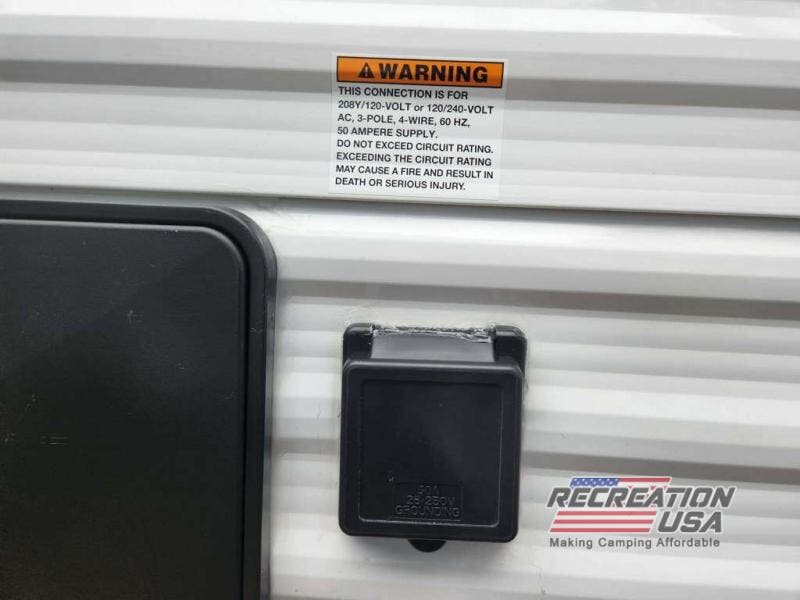 WARNING
THIS CONNECTION IS FOR
208Y/120-VOLT or 120/240-VOLT
AC, 3-POLE, 4-WIRE, 60 HZ,
50 AMPERE SUPPLY.
DO NOT EXCEED CIRCUIT RATING.
EXCEEDING THE CIRCUIT RATING
MAY CAUSE A FIRE AND RESULT IN
DEATH OR SERIOUS INJURY.
50A
GROUNDING
RECREATION
USA
Making Camping Affordable